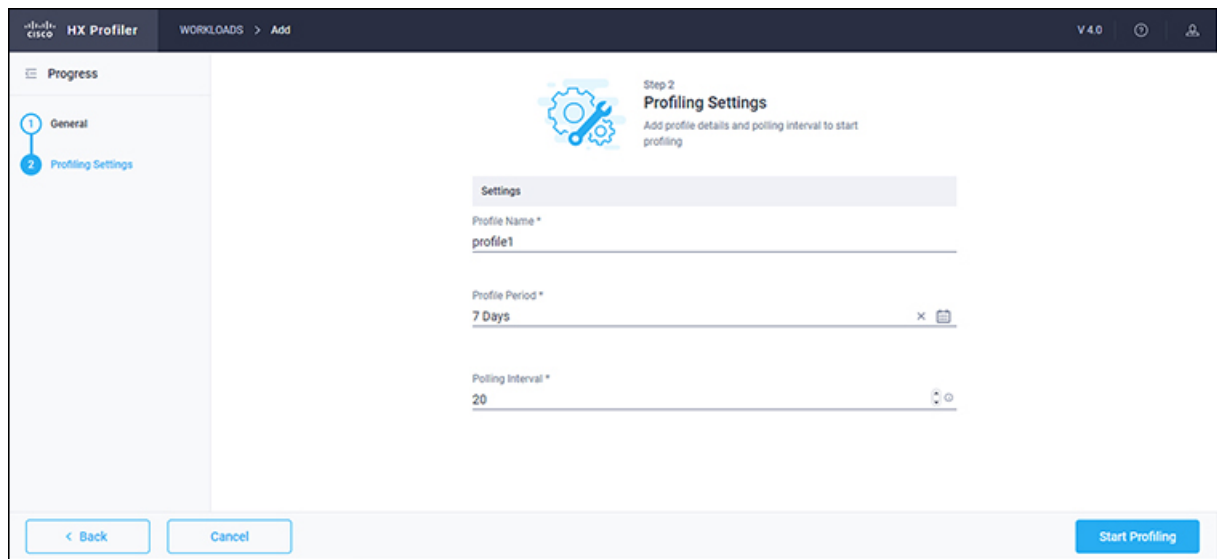 cisco HX Profiler WORKLOADS > Add V 4.0
Progress
1 General
2 Profiling Settings
Step 2
Profiling Settings
Add profile details and polling interval to start
profiling
Settings
Profile Name *
profile1
Profile Period *
7 Days
Polling Interval *
20
< Back Cancel Start Profiling